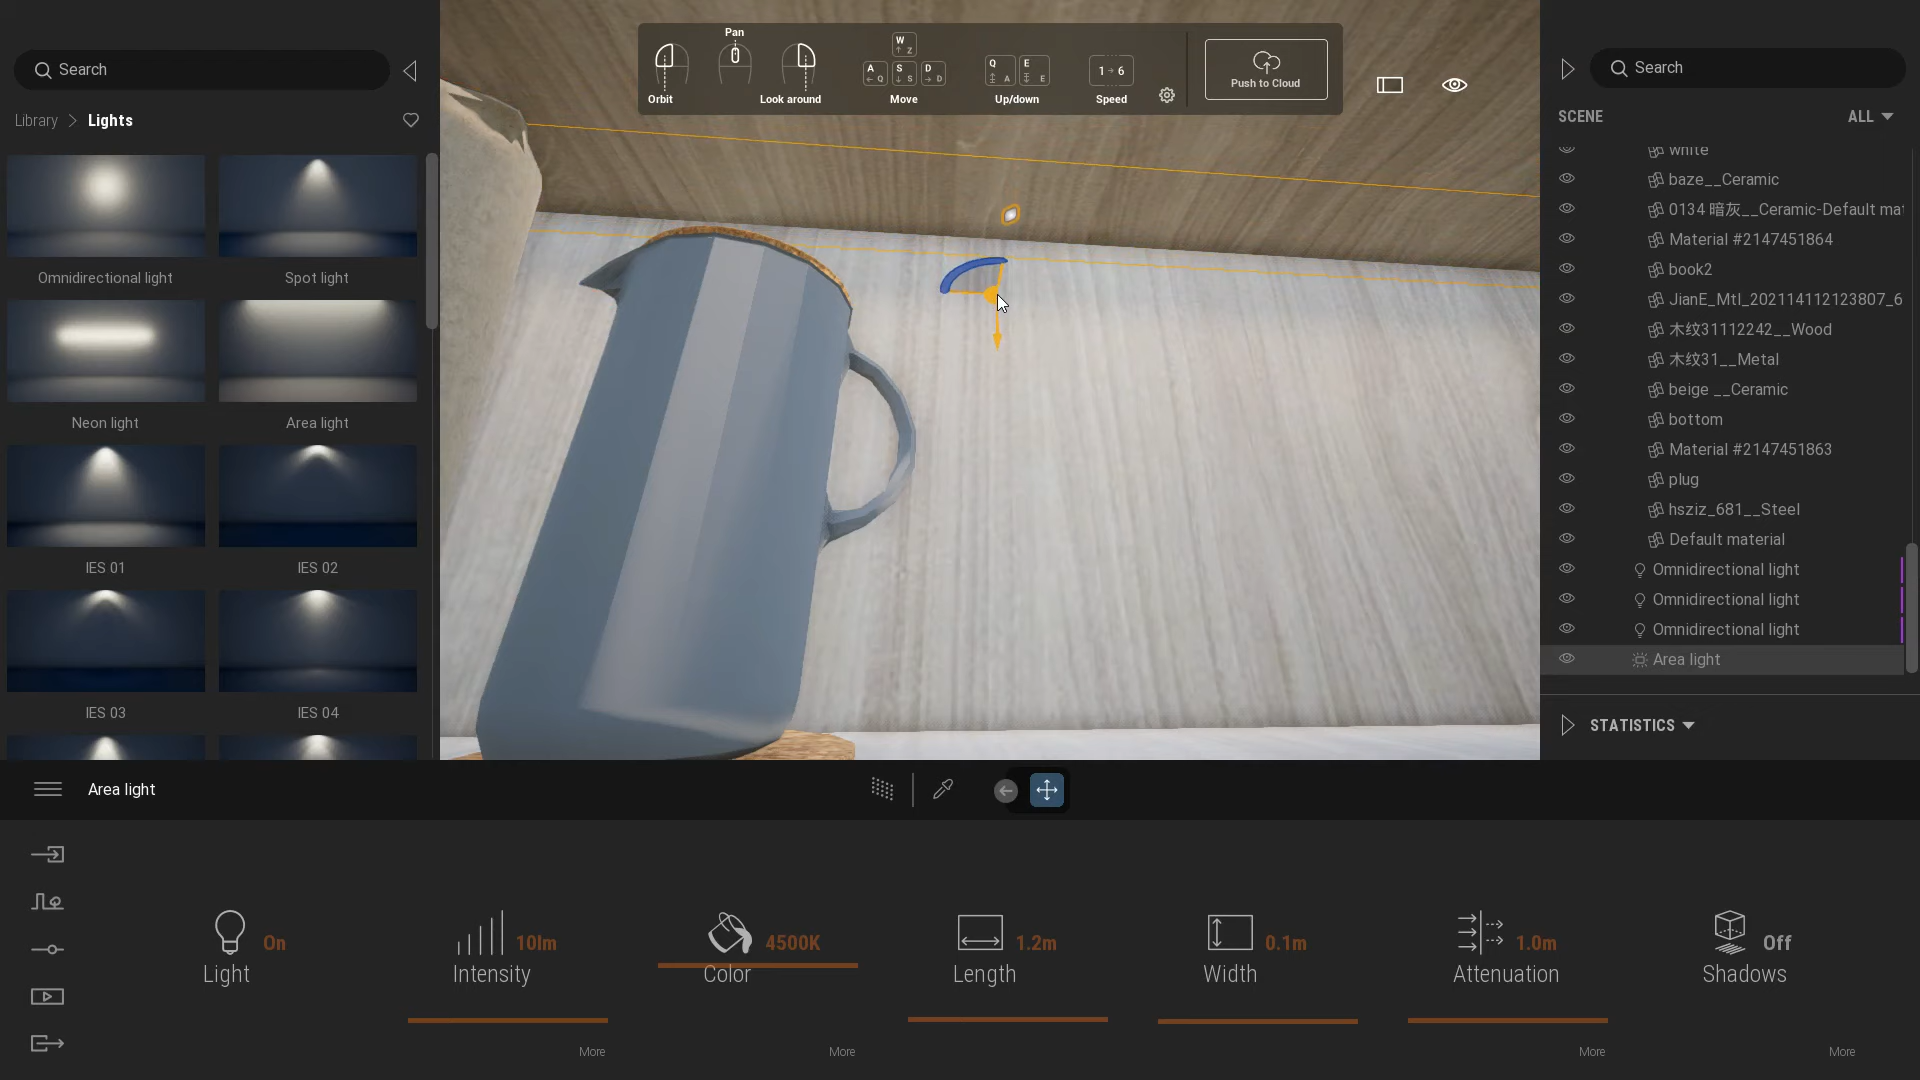 Search
Library
Lights
Omnidirectional light
Spot light
Neon light
Area light
IES 01
IES 02
IES 03
IES 04
Pan
Orbit
Look around
W
Z
A
Q
S
S
D
D
Move
Q
A
E
E
Up/down
1 6
Speed
Push to Cloud
Search
SCENE
ALL
white
baze__Ceramic
0134 暗灰__Ceramic-Default mat
Material #2147451864
book2
JianE_Mtl_202114112123807_6
木纹31112242__Wood
木纹31__Metal
beige __Ceramic
bottom
Material #2147451863
plug
hsziz_681__Steel
Default material
Omnidirectional light
Omnidirectional light
Omnidirectional light
Area light
STATISTICS
Area light
On
Light
10lm
Intensity
More
4500K
Color
More
1.2m
Length
0.1m
Width
1.0m
Attenuation
More
Off
Shadows
More